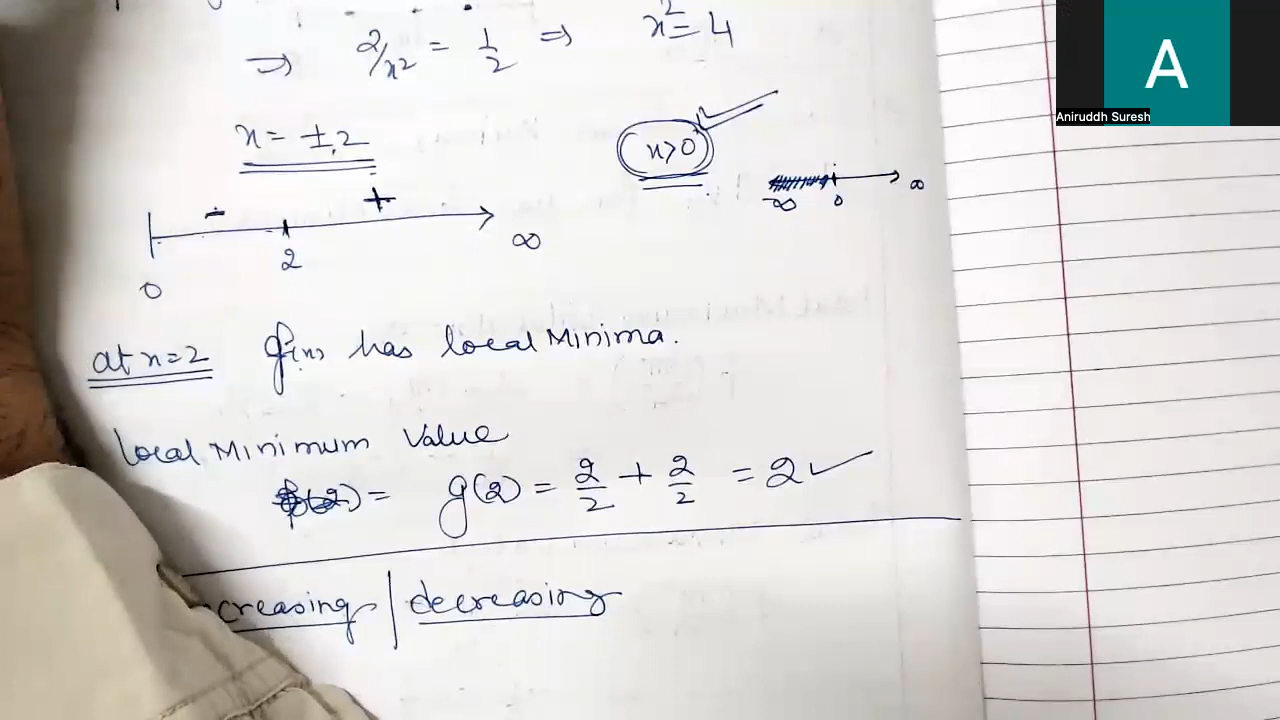 ⇒ 2/x² = 1/2 ⇒ x² = 4
x = ±2
x>0
- +
0 2 ∞
-∞ 0 ∞
at x=2 g(x) has local Minima.
Local Minimum Value
= g(2) = 2/2 + 2/2 = 2 ✓
creasing | decreasing
A
Aniruddh Suresh